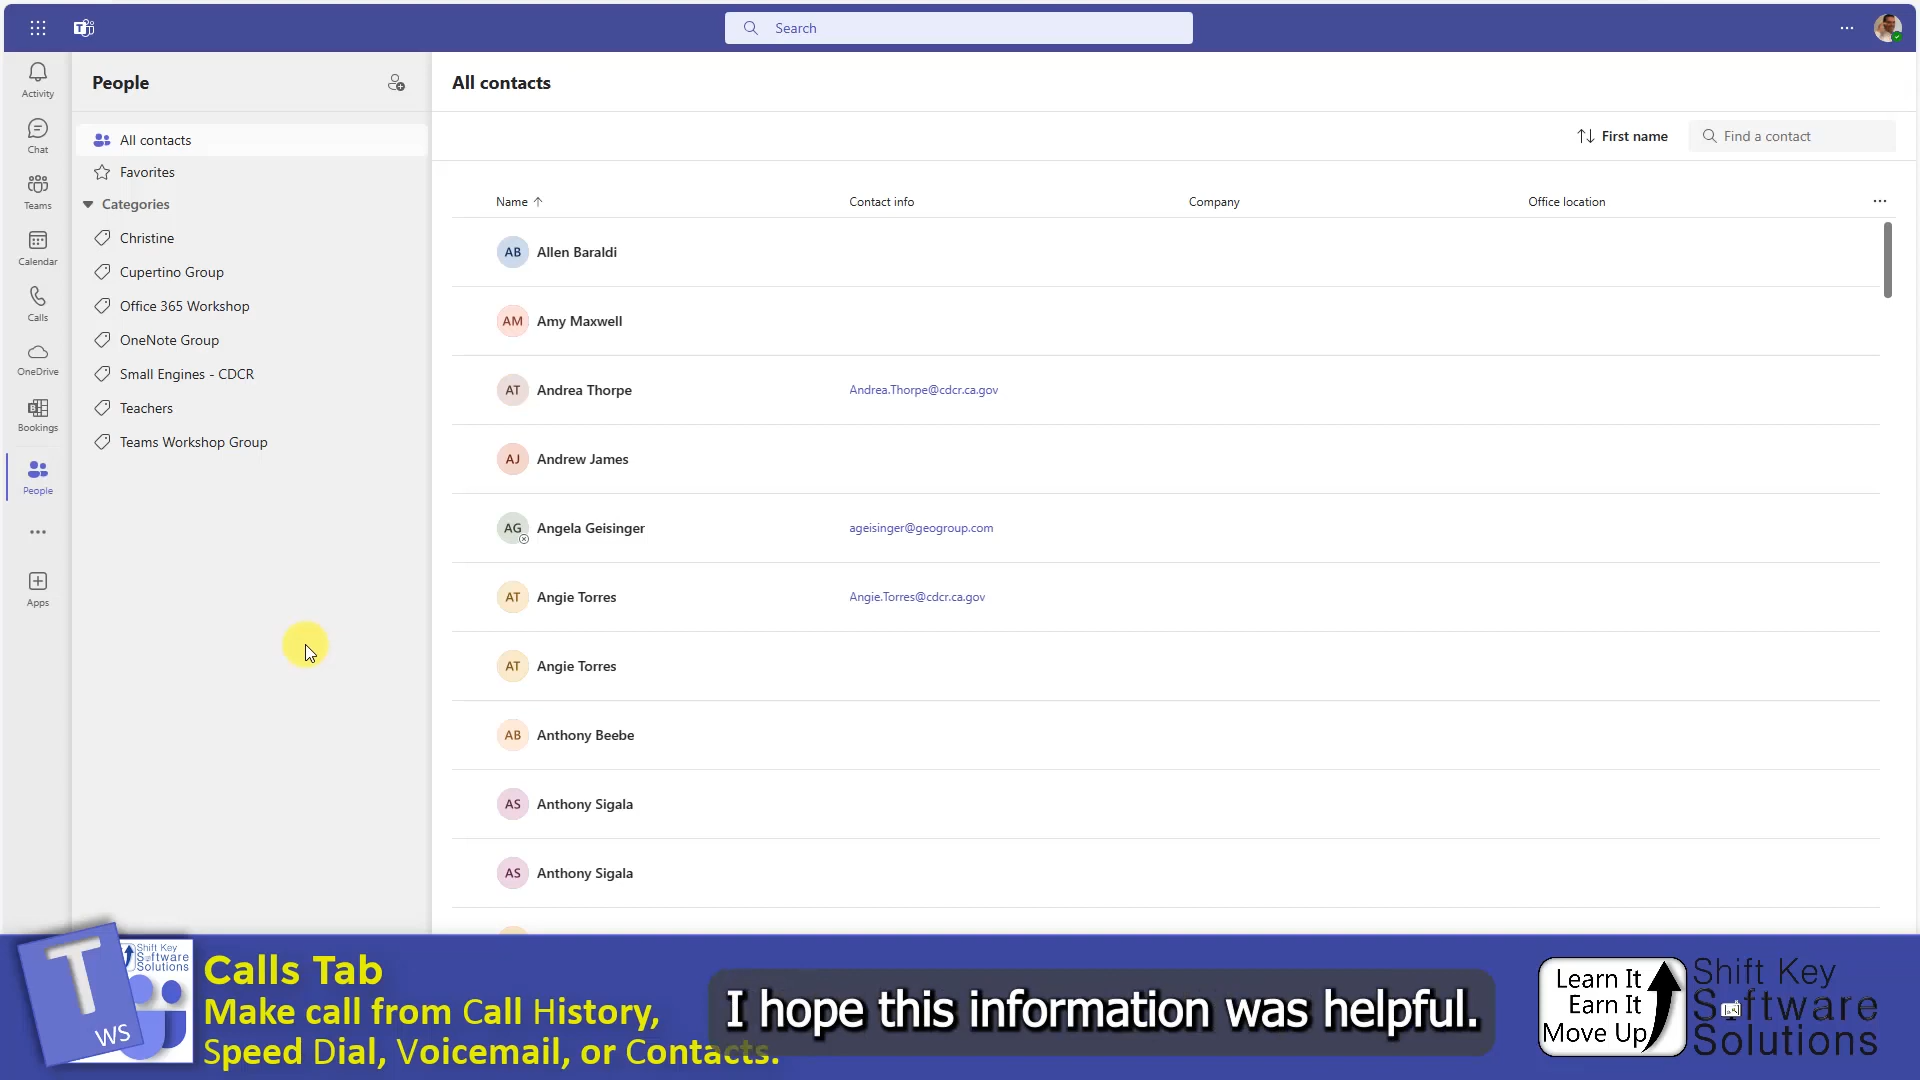 Search
Activity
Chat
Teams
Calendar
Calls
OneDrive
Bookings
People
Apps
People
All contacts
Favorites
Categories
Christine
Cupertino Group
Office 365 Workshop
OneNote Group
Small Engines - CDCR
Teachers
Teams Workshop Group
All contacts
First name
Find a contact
Name Contact info Company Office location
AB Allen Baraldi
AM Amy Maxwell
AT Andrea Thorpe Andrea.Thorpe@cdcr.ca.gov
AJ Andrew James
AG Angela Geisinger ageisinger@geogroup.com
AT Angie Torres Angie.Torres@cdcr.ca.gov
AT Angie Torres
AB Anthony Beebe
AS Anthony Sigala
AS Anthony Sigala
T
WS
Shift Key
Software
Solutions
Calls Tab
Make call from Call History,
Speed Dial, Voicemail, or Contacts.
I hope this information was helpful.
Learn It
Earn It
Move Up
Shift Key
Software
Solutions